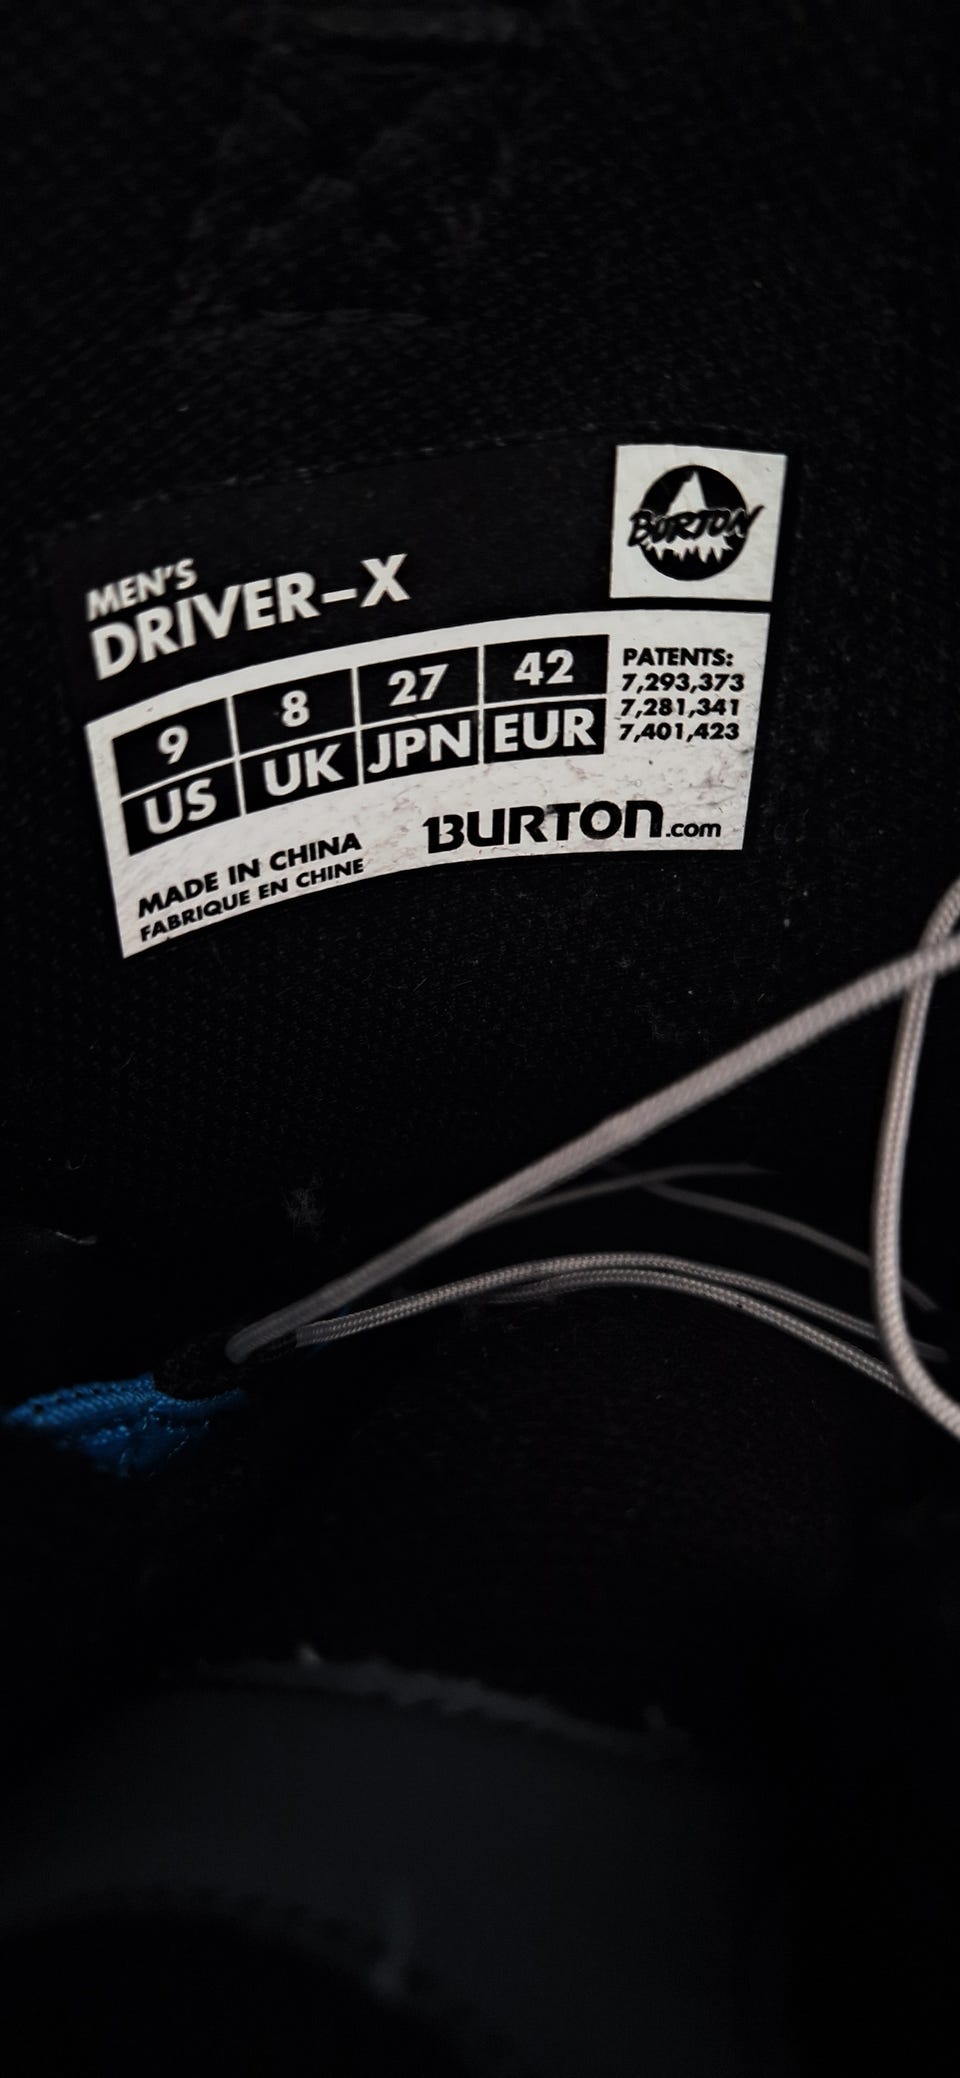 BURTON
MEN'S
DRIVER-X
9 8 27 42
US UK JPN EUR
PATENTS:
7,293,373
7,281,341
7,401,423
MADE IN CHINA
FABRIQUE EN CHINE
BURTON.com